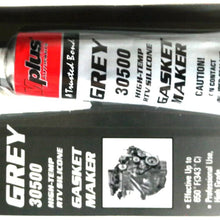 plus
A Trusted Bond
GREY
30500
HIGH-TEMP
RTV SILICONE
GASKET
MAKER
CAUTION!
GREY
30500
HIGH-TEMP
RTV SILICONE
GASKET
MAKER
Effective Up to
Professional